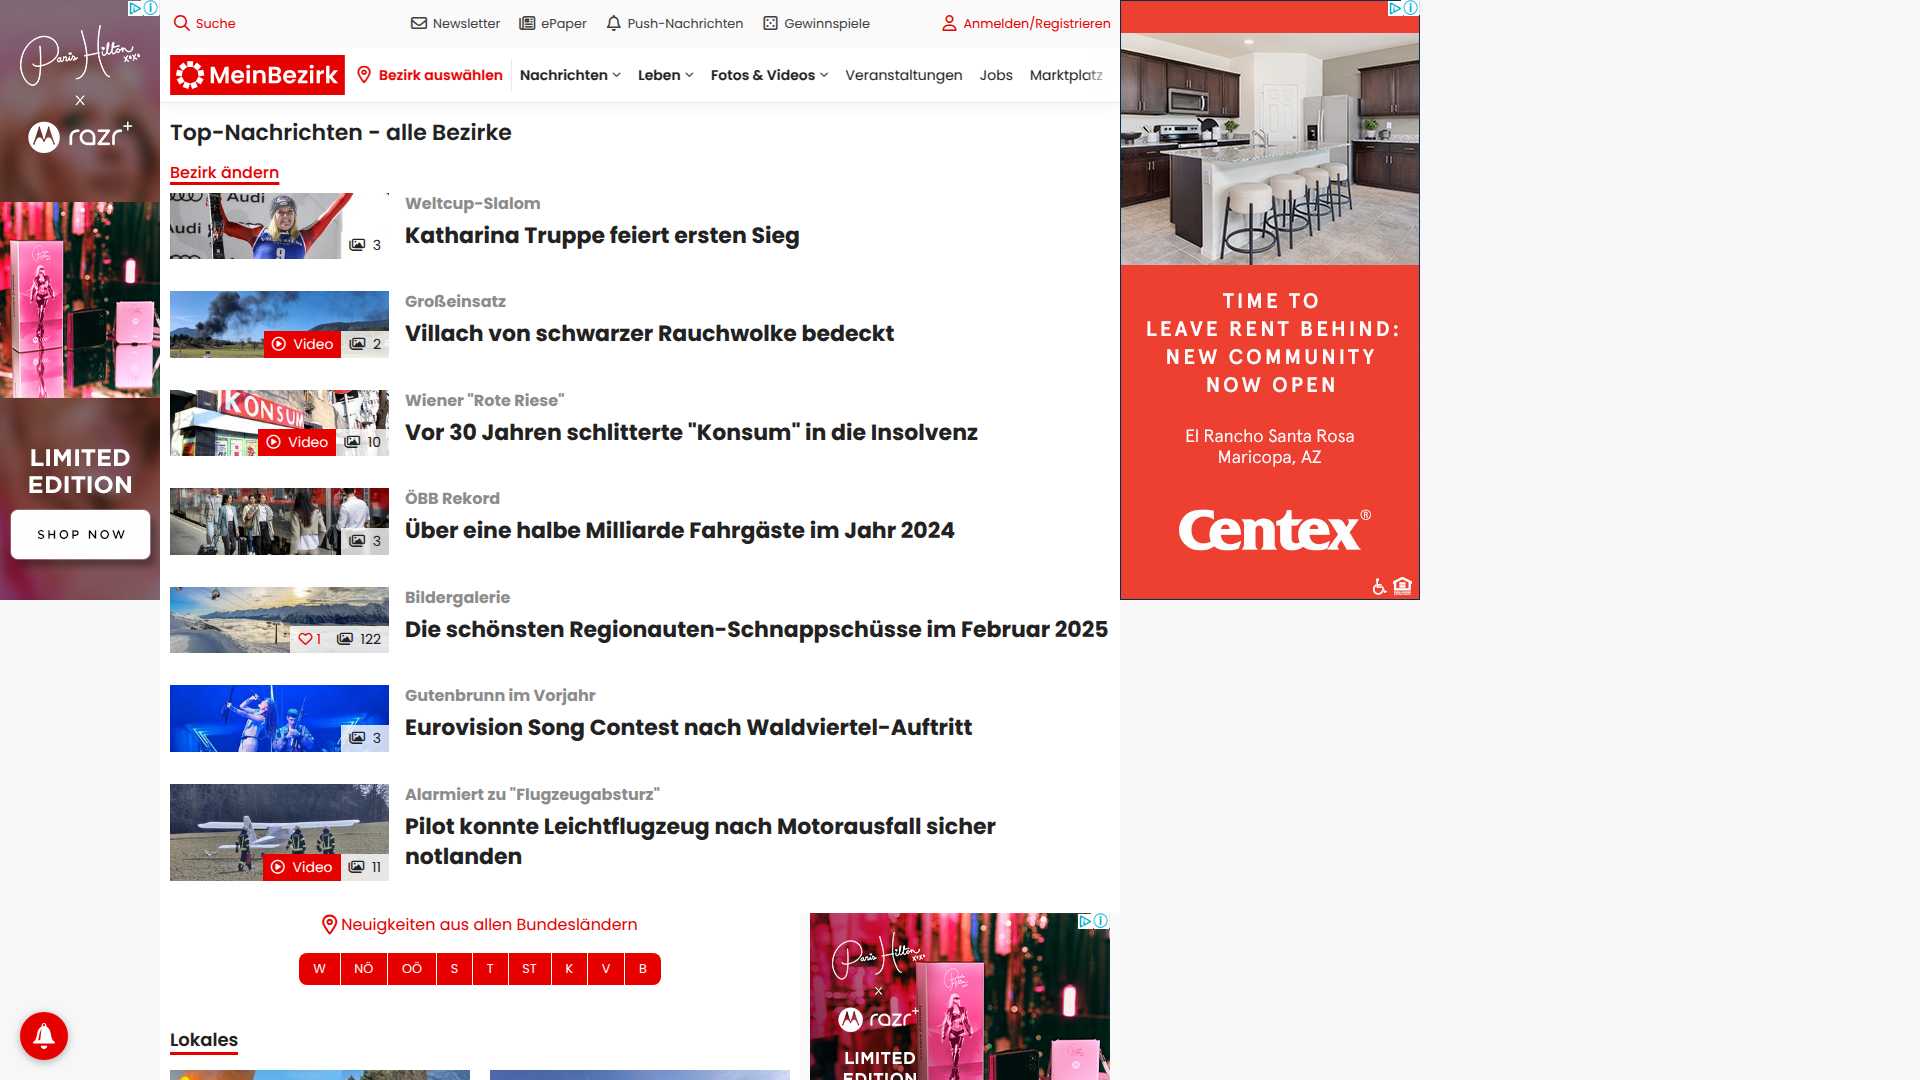 Suche
Newsletter
ePaper
Push-Nachrichten
Gewinnspiele
Anmelden/Registrieren
MeinBezirk
Bezirk auswählen
Nachrichten
Leben
Fotos & Videos
Veranstaltungen
Jobs
Marktplatz
Paris Hilton
xoxo
X
razr+
LIMITED
EDITION
SHOP NOW
Top-Nachrichten - alle Bezirke
Bezirk ändern
Audi
3
Weltcup-Slalom
Katharina Truppe feiert ersten Sieg
Video
2
Großeinsatz
Villach von schwarzer Rauchwolke bedeckt
KONSUM
Video
10
Wiener "Rote Riese"
Vor 30 Jahren schlitterte "Konsum" in die Insolvenz
3
ÖBB Rekord
Über eine halbe Milliarde Fahrgäste im Jahr 2024
1
122
Bildergalerie
Die schönsten Regionauten-Schnappschüsse im Februar 2025
3
Gutenbrunn im Vorjahr
Eurovision Song Contest nach Waldviertel-Auftritt
Video
11
Alarmiert zu "Flugzeugabsturz"
Pilot konnte Leichtflugzeug nach Motorausfall sicher
notlanden
Neuigkeiten aus allen Bundesländern
W
NÖ
OÖ
S
T
ST
K
V
B
Lokales
Paris Hilton
xoxo
X
razr+
LIMITED
EDITION
TIME TO
LEAVE RENT BEHIND:
NEW COMMUNITY
NOW OPEN
El Rancho Santa Rosa
Maricopa, AZ
Centex®